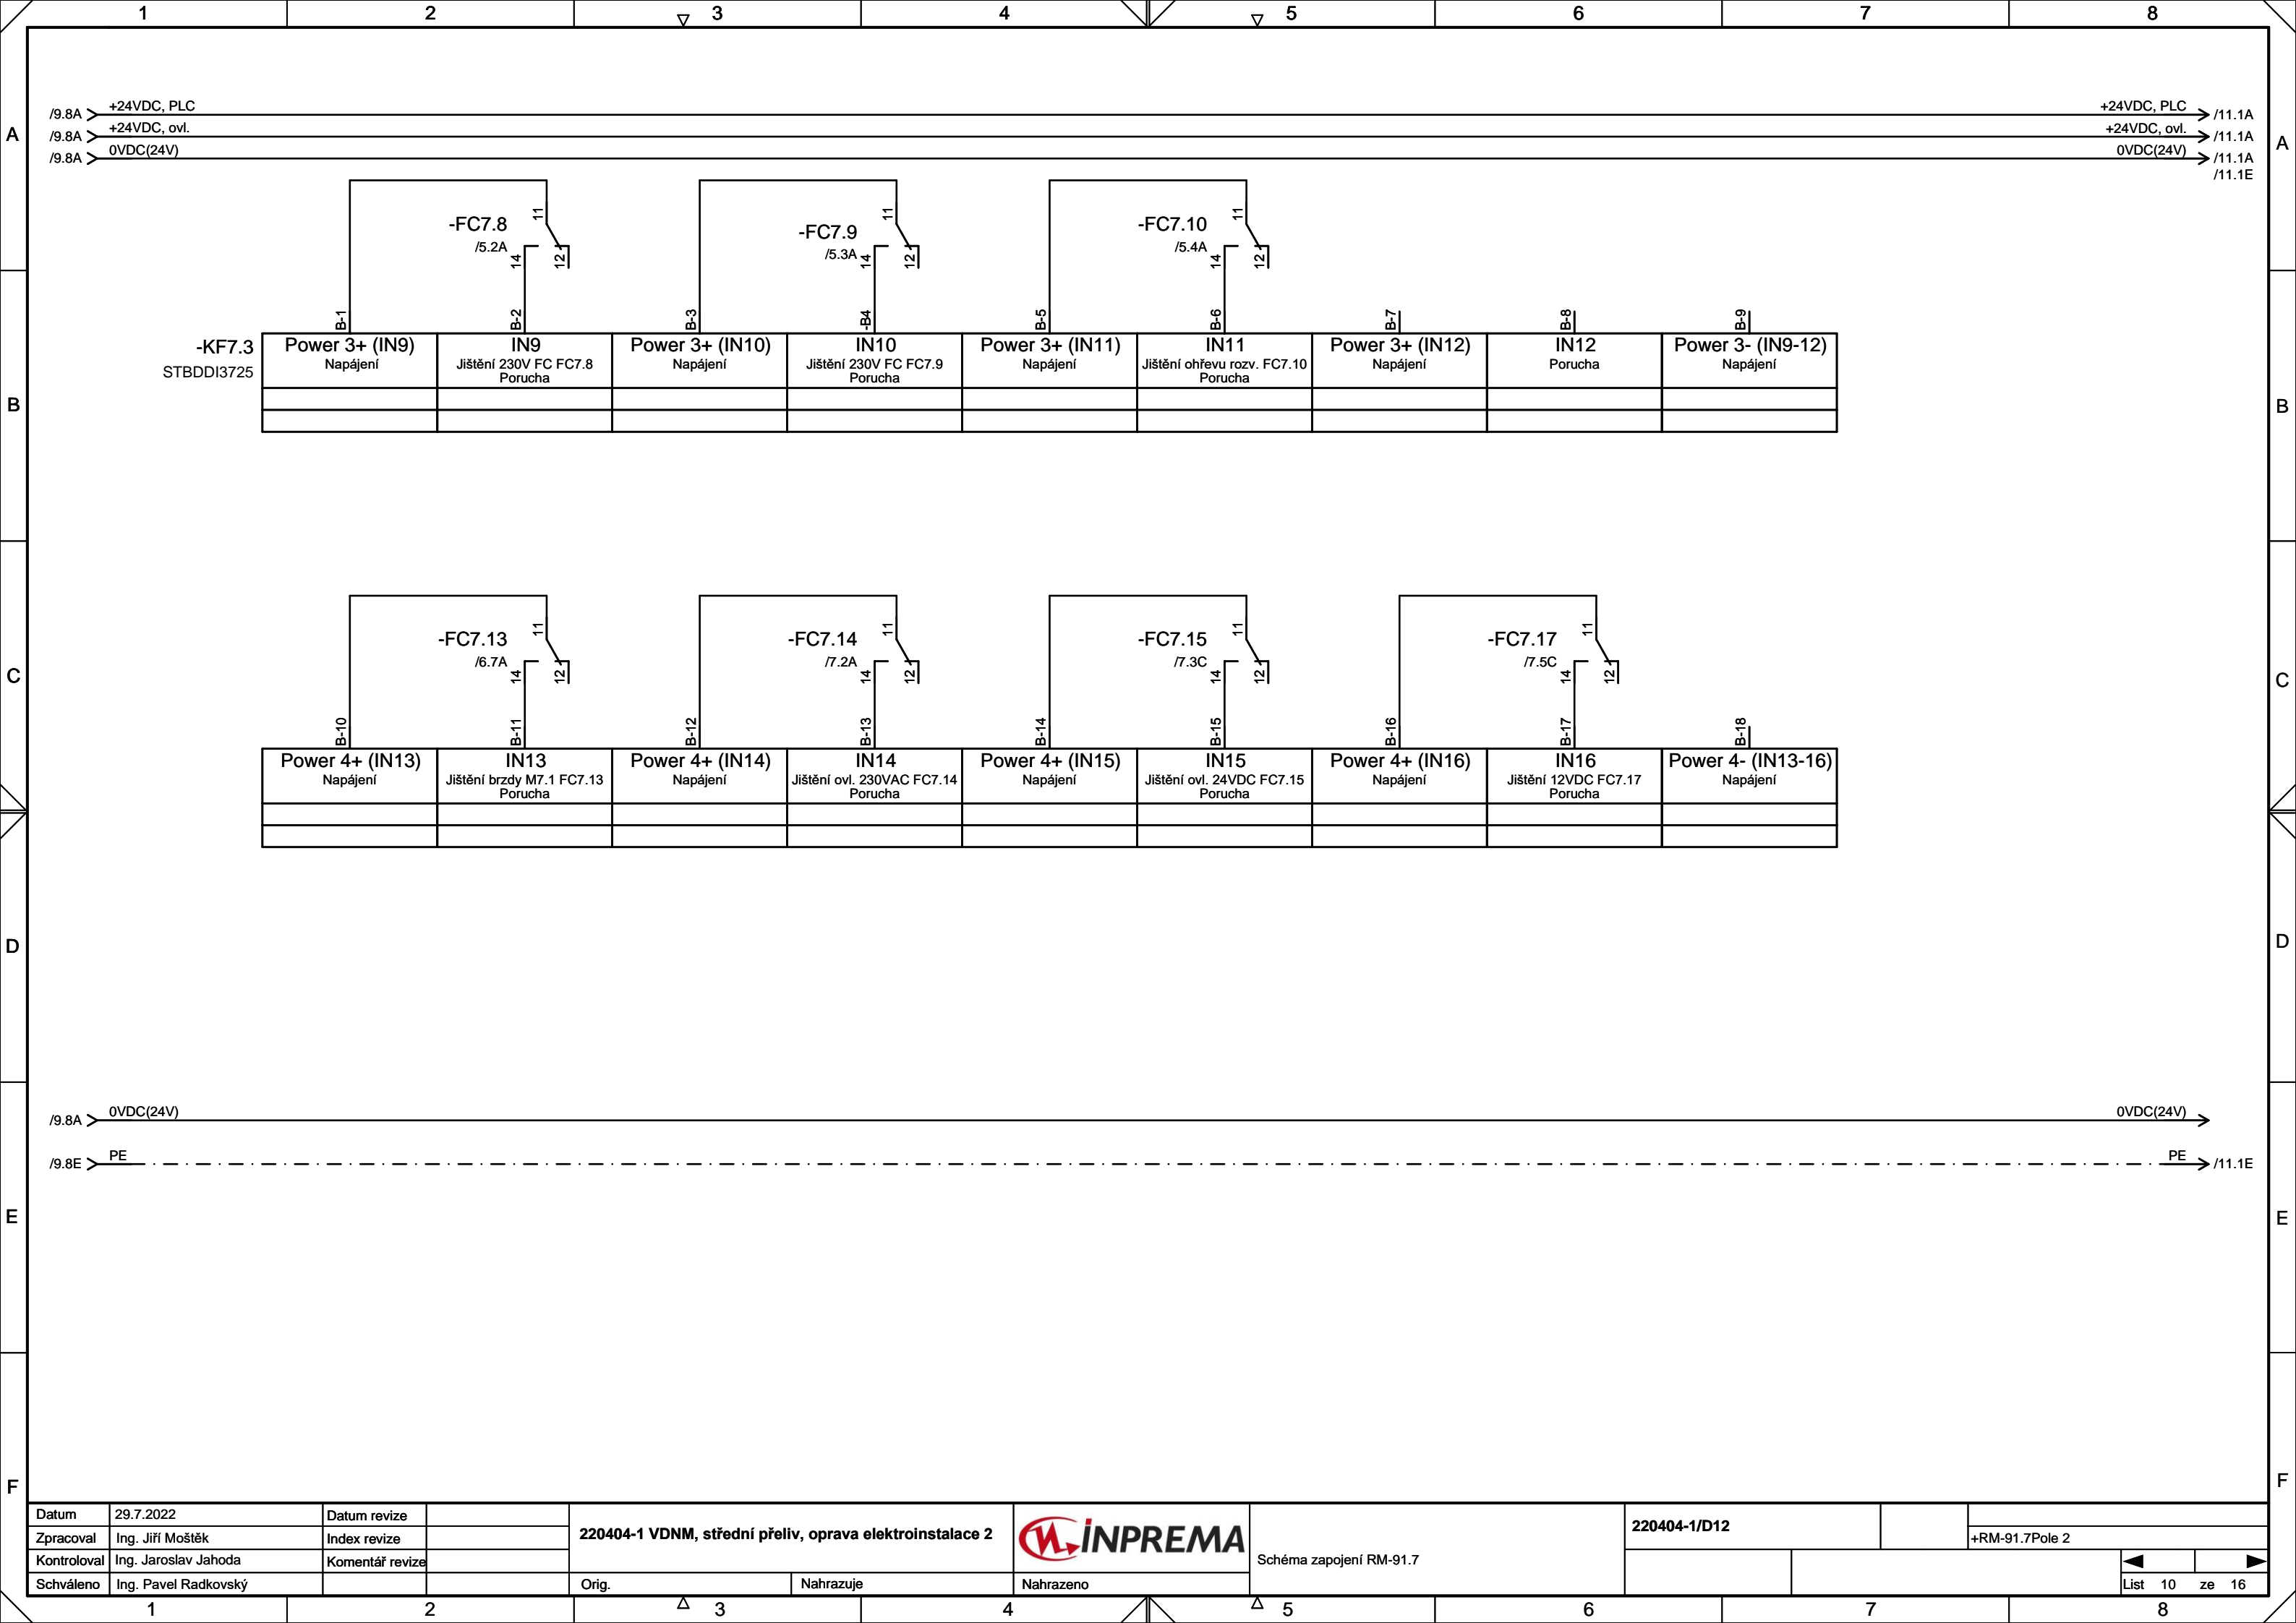 1 2 3 4 5 6 7 8
A A
/9.8A +24VDC, PLC +24VDC, PLC /11.1A
/9.8A +24VDC, ovl. +24VDC, ovl. /11.1A
/9.8A 0VDC(24V) 0VDC(24V) /11.1A
/11.1E
-FC7.8 11 -FC7.9 11 -FC7.10 11
/5.2A 14 12 /5.3A 14 12 /5.4A 14 12
B-1 B-2 B-3 -B4 B-5 B-6 B-7 B-8 B-9
-KF7.3 Power 3+ (IN9) IN9 Power 3+ (IN10) IN10 Power 3+ (IN11) IN11 Power 3+ (IN12) IN12 Power 3- (IN9-12)
STBDDI3725 Napájení Jištění 230V FC FC7.8 Napájení Jištění 230V FC FC7.9 Napájení Jištění ohřevu rozv. FC7.10 Napájení Porucha Napájení
Porucha Porucha Porucha
B B
-FC7.13 11 -FC7.14 11 -FC7.15 11 -FC7.17 11
/6.7A 14 12 /7.2A 14 12 /7.3C 14 12 /7.5C 14 12
C C
B-10 B-11 B-12 B-13 B-14 B-15 B-16 B-17 B-18
Power 4+ (IN13) IN13 Power 4+ (IN14) IN14 Power 4+ (IN15) IN15 Power 4+ (IN16) IN16 Power 4- (IN13-16)
Napájení Jištění brzdy M7.1 FC7.13 Napájení Jištění ovl. 230VAC FC7.14 Napájení Jištění ovl. 24VDC FC7.15 Napájení Jištění 12VDC FC7.17 Napájení
Porucha Porucha Porucha Porucha
D D
/9.8A 0VDC(24V) 0VDC(24V)
/9.8E PE PE /11.1E
E E
F F
Datum 29.7.2022 Datum revize
Zpracoval Ing. Jiří Moštěk Index revize
Kontroloval Ing. Jaroslav Jahoda Komentář revize
Schváleno Ing. Pavel Radkovský
220404-1 VDNM, střední přeliv, oprava elektroinstalace 2
Orig. Nahrazuje Nahrazeno
INPREMA
Schéma zapojení RM-91.7
220404-1/D12
+RM-91.7Pole 2
List 10 ze 16
1 2 3 4 5 6 7 8